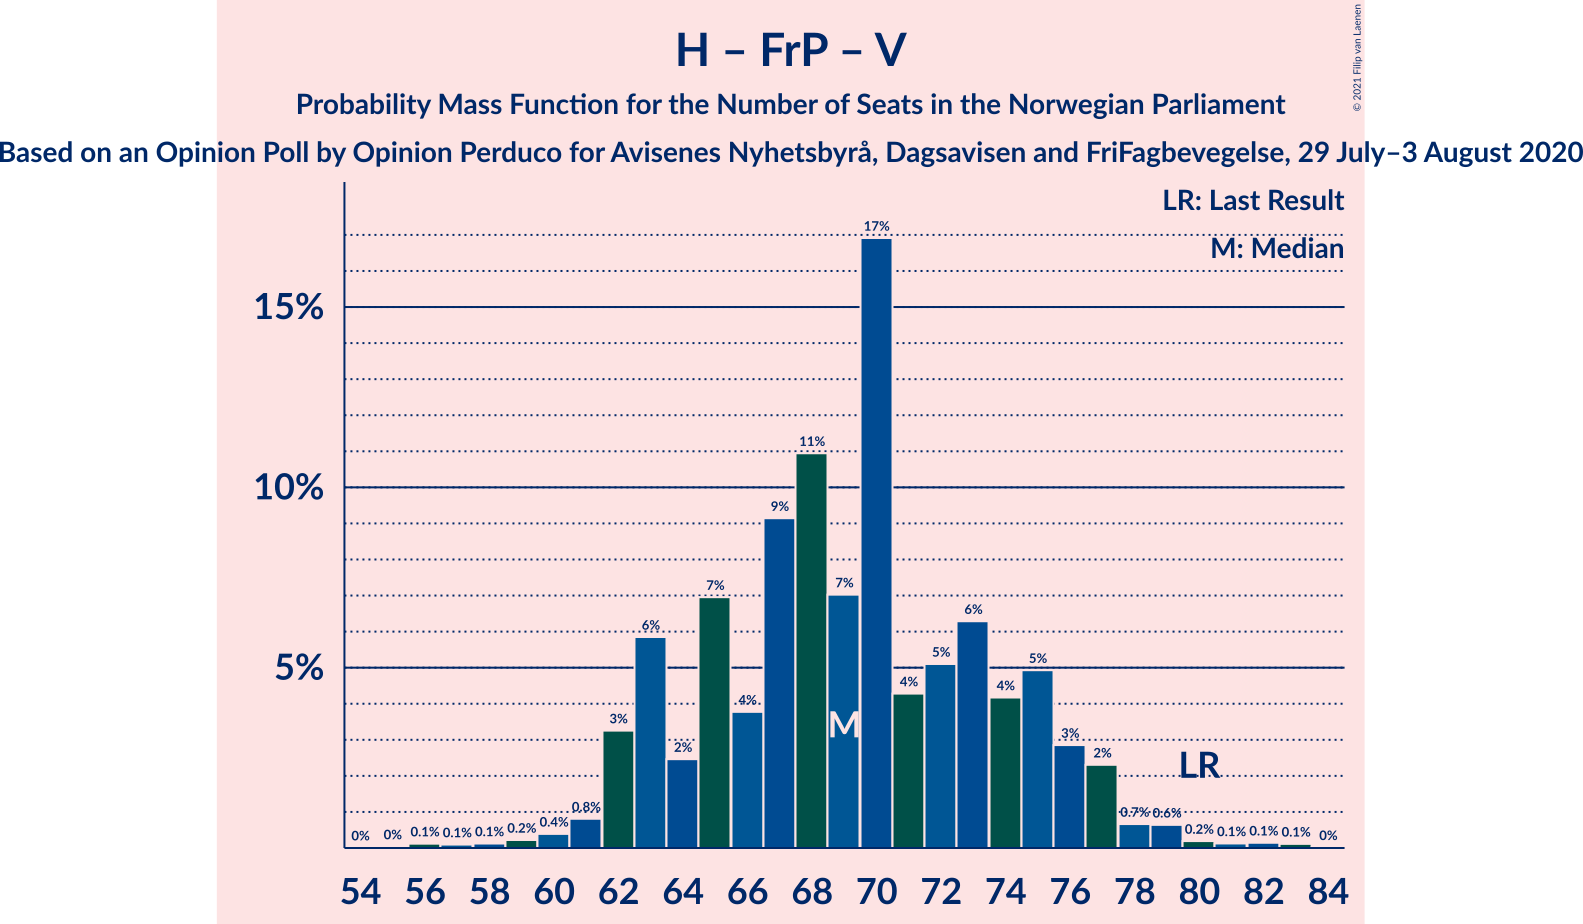 H – FrP – V
Probability Mass Function for the Number of Seats in the Norwegian Parliament
Based on an Opinion Poll by Opinion Perduco for Avisenes Nyhetsbyrå, Dagsavisen and FriFagbevegelse, 29 July–3 August 2020
© 2021 Filip van Laenen
LR: Last Result
M: Median
15%
10%
5%
0% 0% 0.1% 0.1% 0.1% 0.2% 0.4% 0.8% 3% 6% 2% 7% 4% 9% 11% 7% 17% 4% 5% 6% 4% 5% 3% 2% 0.7% 0.6% 0.2% 0.1% 0.1% 0.1% 0%
M
LR
54 56 58 60 62 64 66 68 70 72 74 76 78 80 82 84